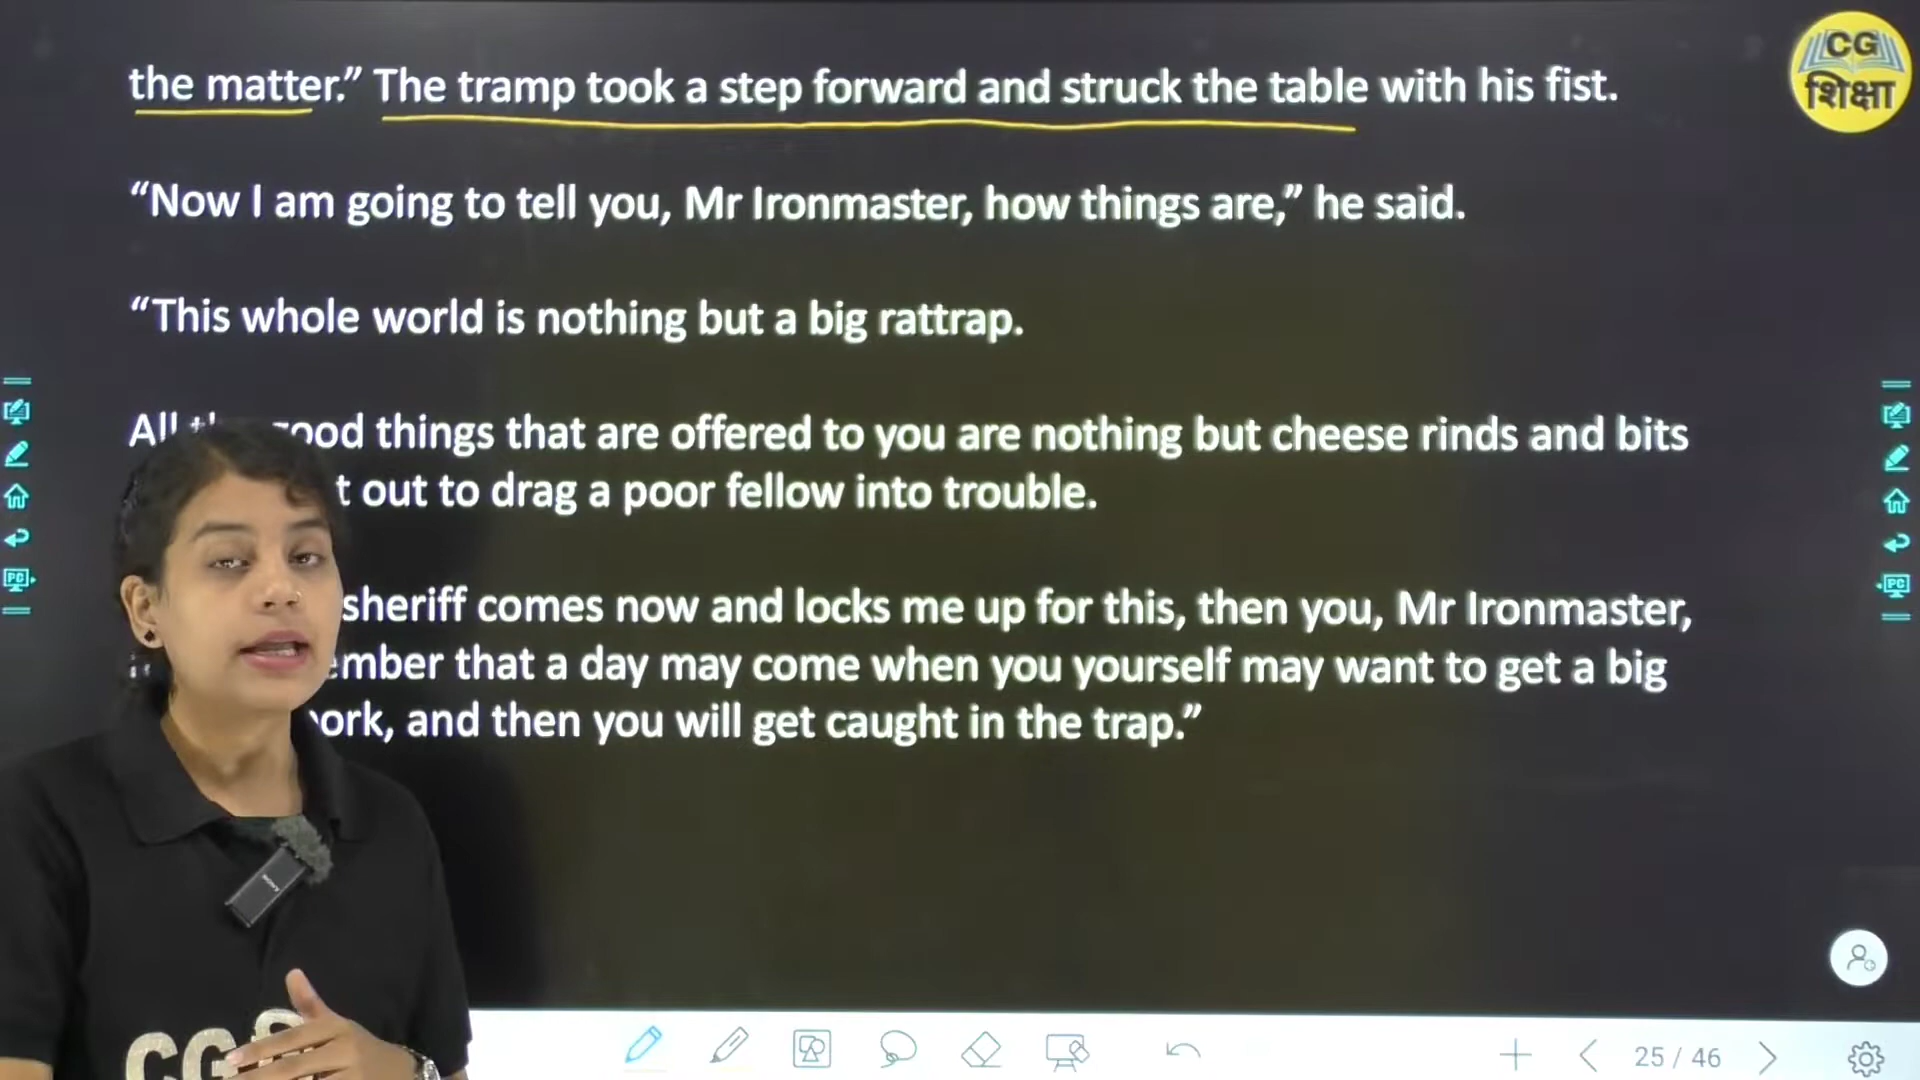 the matter.” The tramp took a step forward and struck the table with his fist.
CG
शिक्षा
“Now I am going to tell you, Mr Ironmaster, how things are,” he said.
“This whole world is nothing but a big rattrap.
All things that are offered to you are nothing but cheese rinds and bits
out to drag a poor fellow into trouble.
sheriff comes now and locks me up for this, then you, Mr Ironmaster,
that a day may come when you yourself may want to get a big
and then you will get caught in the trap.”
PC
PC
CG
25 / 46